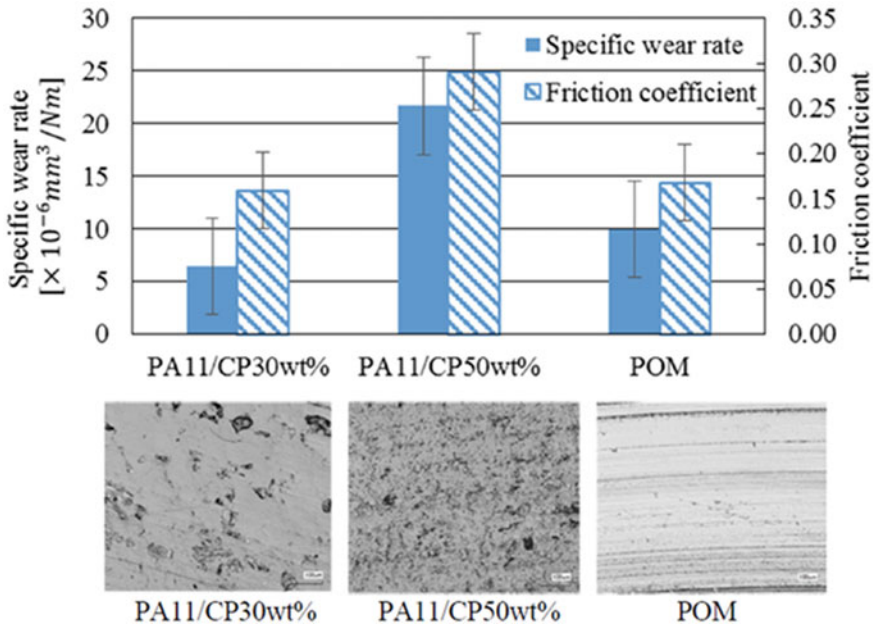 30
25
20
15
10
5
0
Specific wear rate
[× 10⁻⁶mm³/Nm]
0.35
0.30
0.25
0.20
0.15
0.10
0.05
0.00
Friction coefficient
Specific wear rate
Friction coefficient
PA11/CP30wt% PA11/CP50wt% POM
PA11/CP30wt% PA11/CP50wt% POM